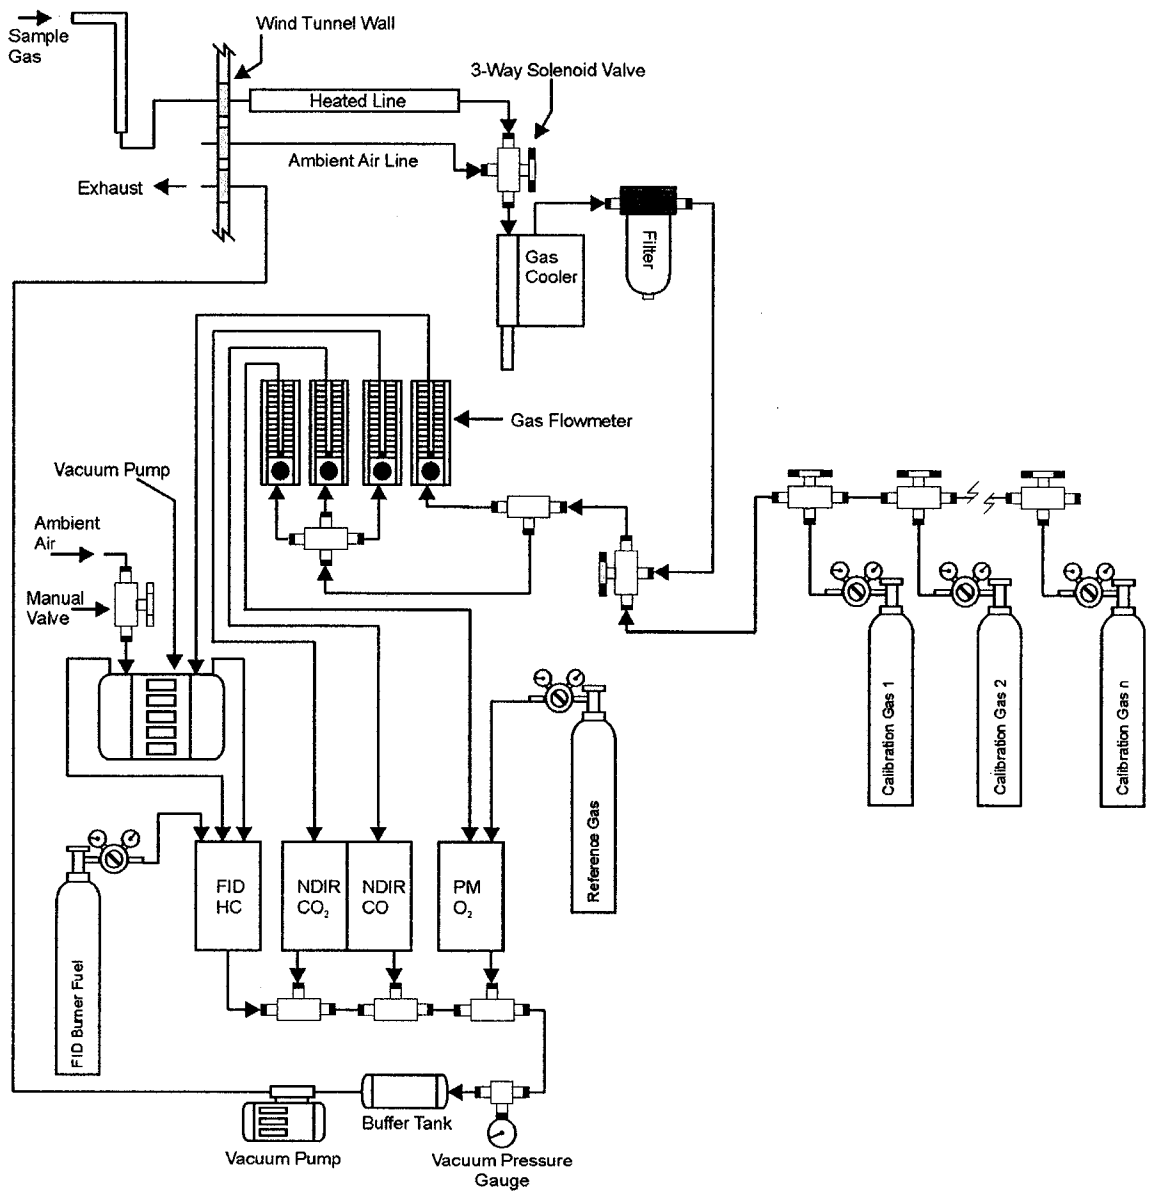 Wind Tunnel Wall
Sample
Gas
3-Way Solenoid Valve
Heated Line
Ambient Air Line
Exhaust
Filter
Gas
Cooler
Gas Flowmeter
Vacuum Pump
Ambient
Air
Manual
Valve
Calibration Gas 1
Calibration Gas 2
Calibration Gas n
Reference Gas
FID
HC
NDIR
CO₂
NDIR
CO
PM
O₂
FID Burner Fuel
Buffer Tank
Vacuum Pump
Vacuum Pressure
Gauge